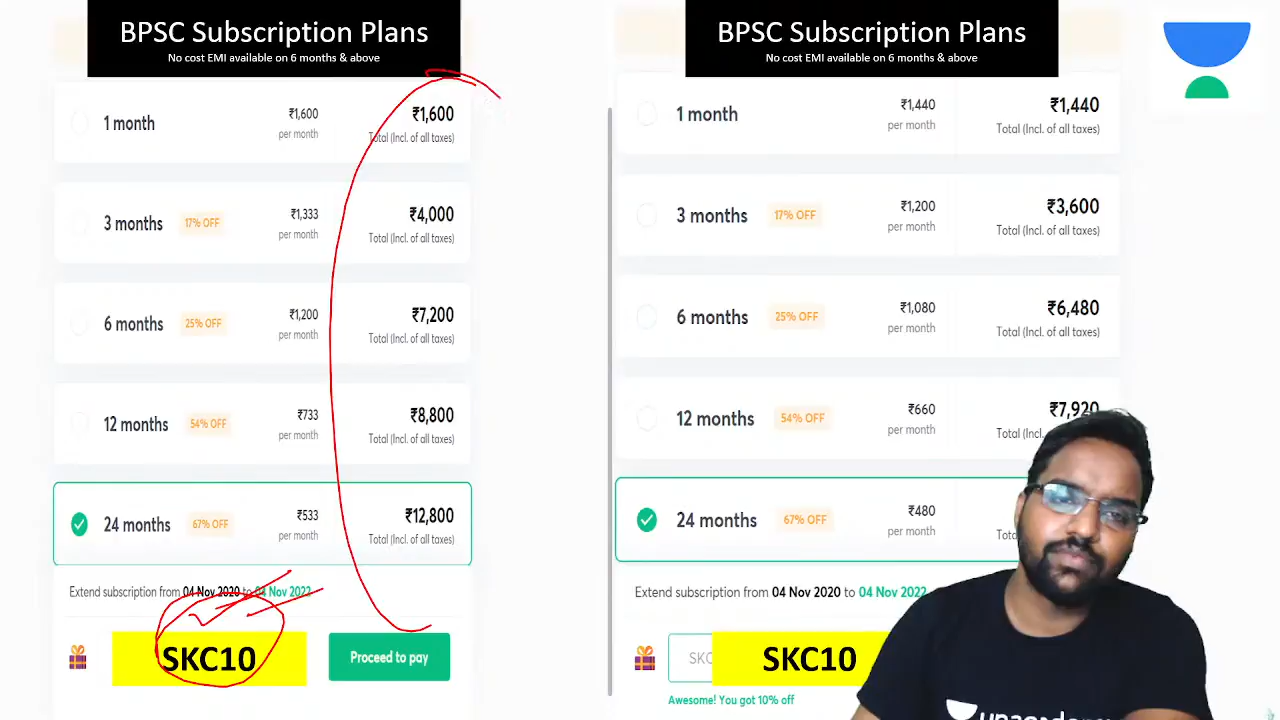 BPSC Subscription Plans
No cost EMI available on 6 months & above
1 month
₹1,600
per month
₹1,600
Total (Incl. of all taxes)
3 months
17% OFF
₹1,333
per month
₹4,000
Total (Incl. of all taxes)
6 months
25% OFF
₹1,200
per month
₹7,200
Total (Incl. of all taxes)
12 months
54% OFF
₹733
per month
₹8,800
Total (Incl. of all taxes)
24 months
67% OFF
₹533
per month
₹12,800
Total (Incl. of all taxes)
Extend subscription from 04 Nov 2020 to 04 Nov 2022
SKC10
Proceed to pay
BPSC Subscription Plans
No cost EMI available on 6 months & above
1 month
₹1,440
per month
₹1,440
Total (Incl. of all taxes)
3 months
17% OFF
₹1,200
per month
₹3,600
Total (Incl. of all taxes)
6 months
25% OFF
₹1,080
per month
₹6,480
Total (Incl. of all taxes)
12 months
54% OFF
₹660
per month
₹7,920
24 months
67% OFF
₹480
per month
Extend subscription from 04 Nov 2020 to 04 Nov 2022
SKC10
Awesome! You got 10% off